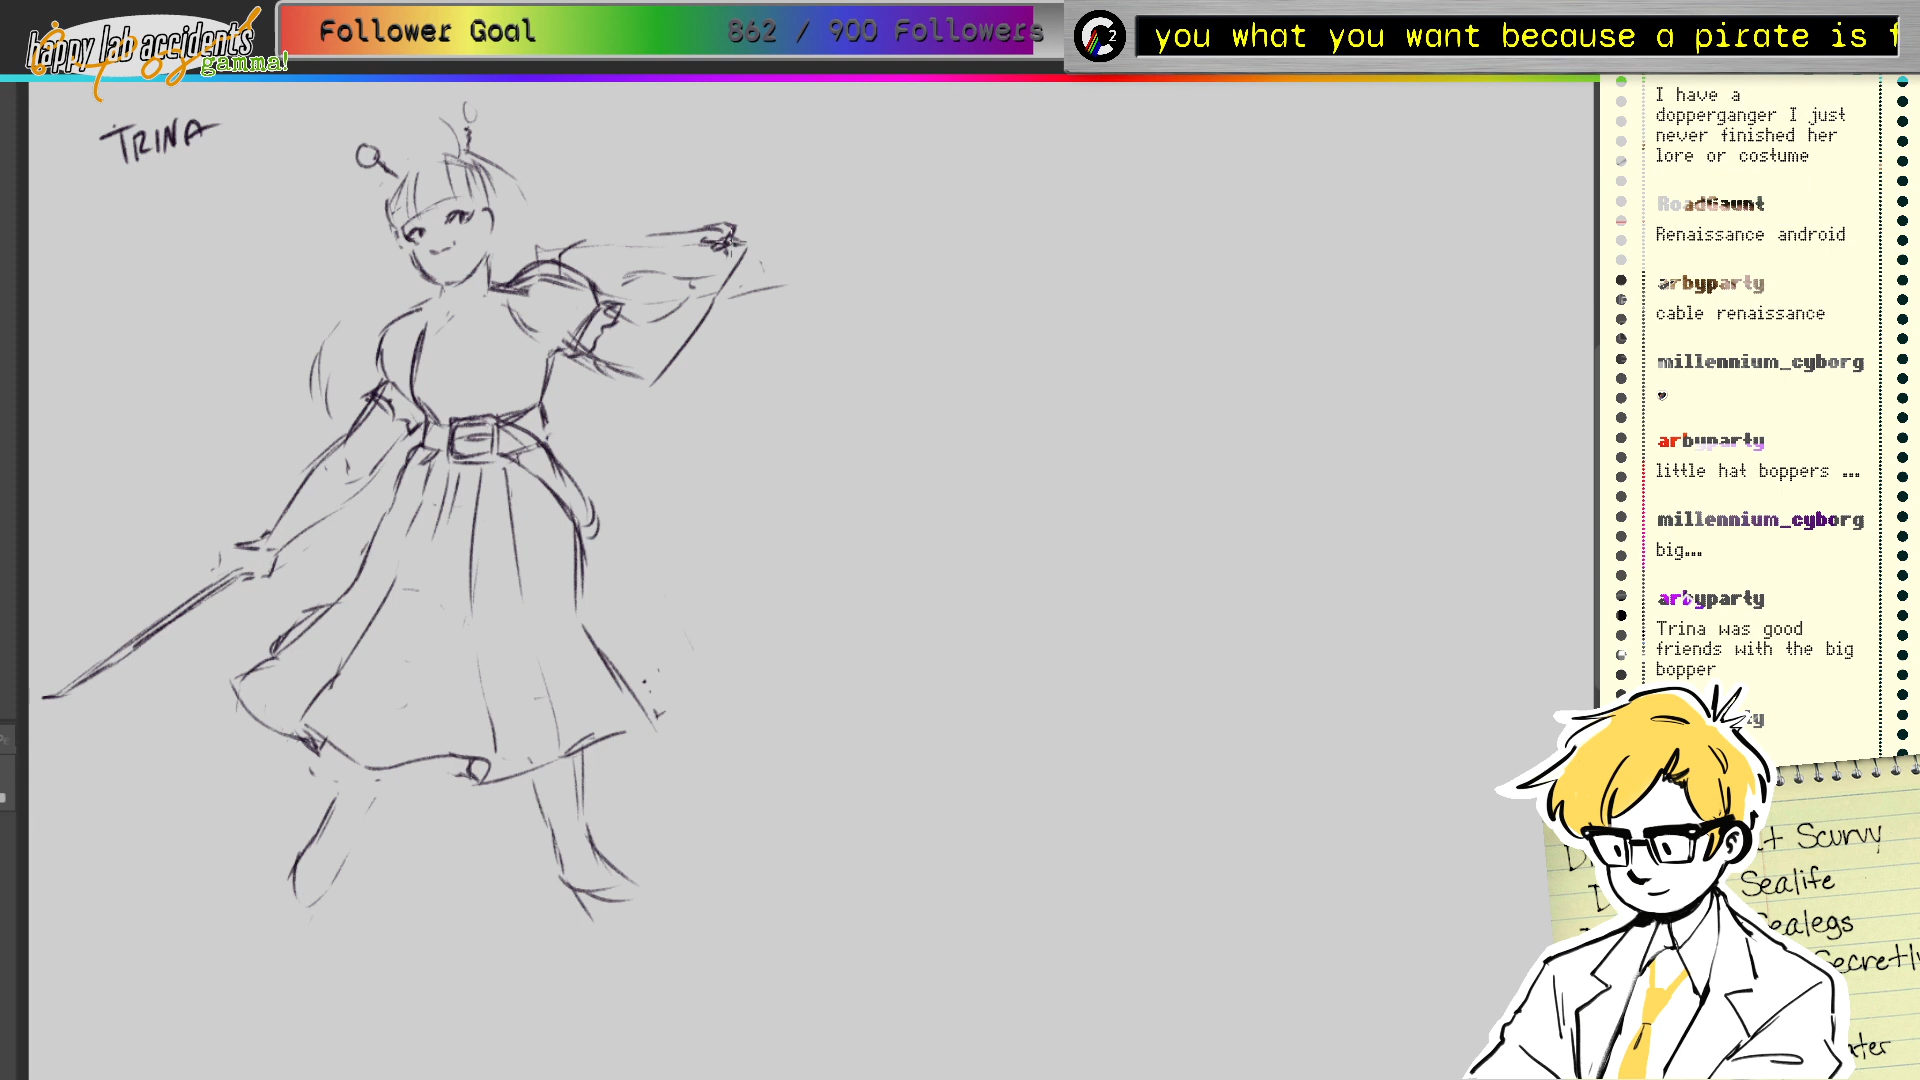 happy lab accidents
gamma!
Follower Goal
862 / 900 Followers
you what you want because a pirate is f
TRINA
I have a
dopperganger I just
never finished her
lore or costume
RoadGaunt
Renaissance android
arbyparty
cable renaissance
millennium_cyborg
arbyparty
little hat boppers ...
millennium_cyborg
big...
arbyparty
Trina was good
friends with the big
bopper
Scurvy
Sealife
Sealegs
Secretly